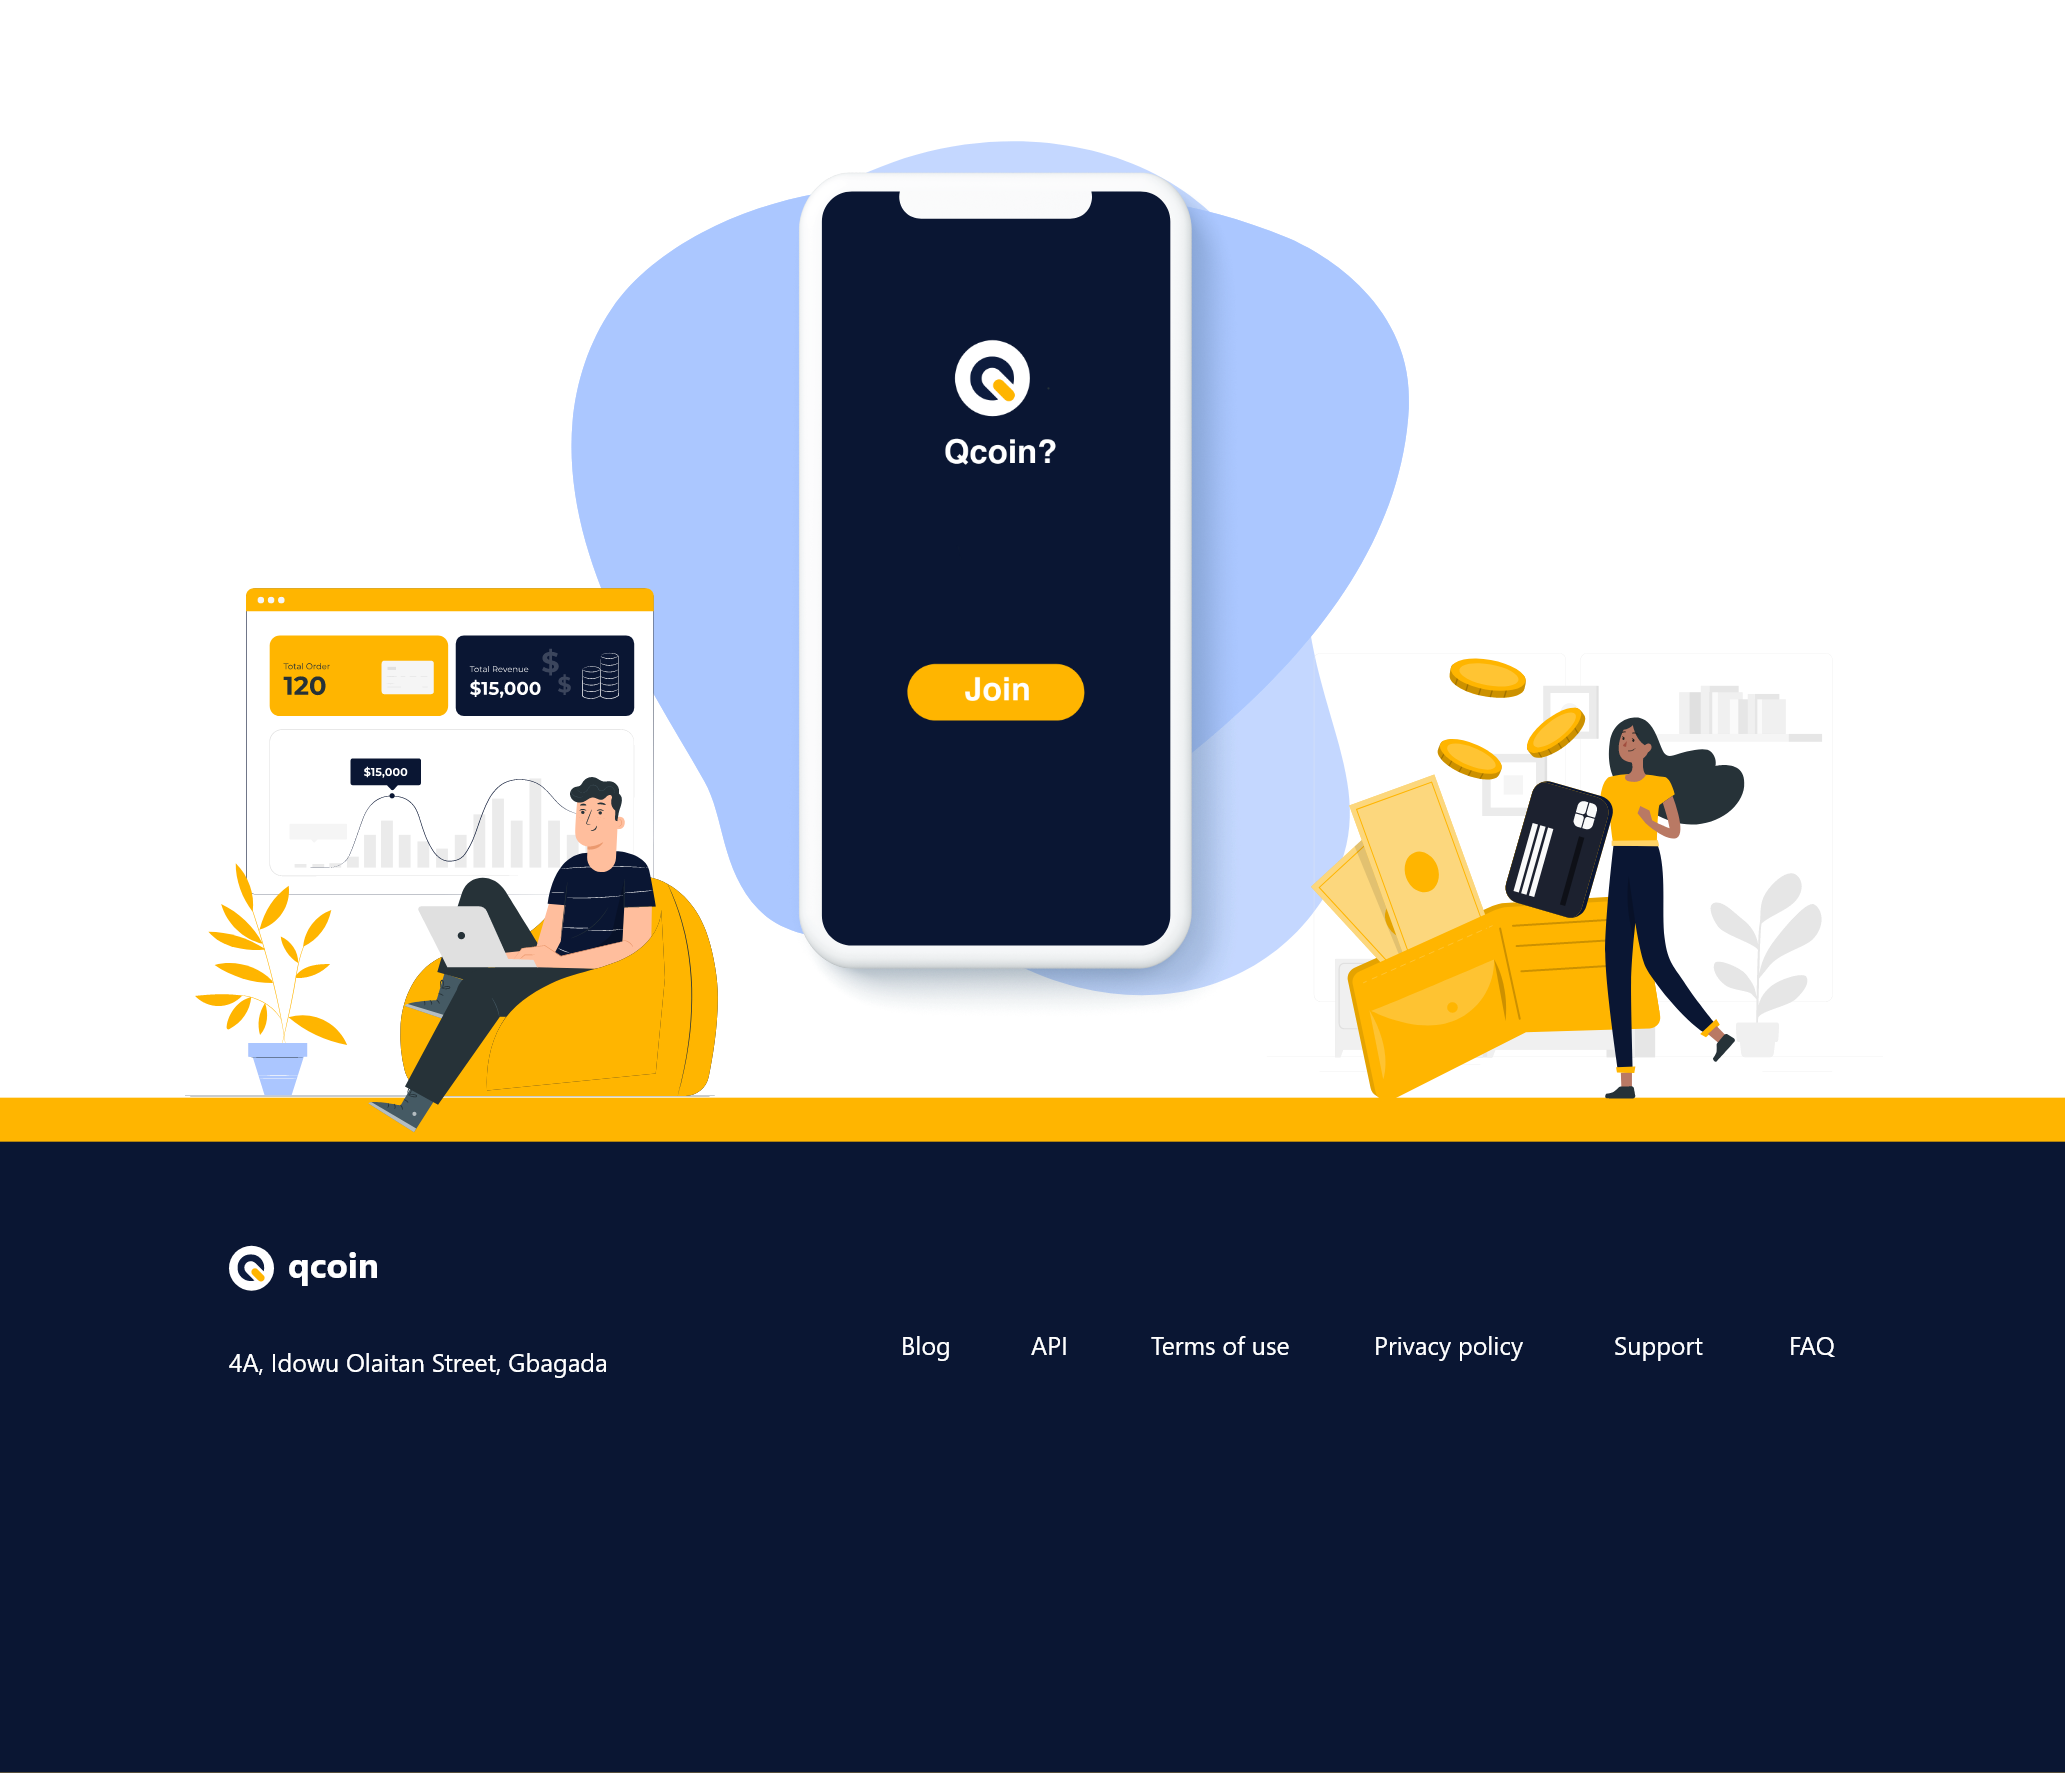 Qcoin?
Join
Total Order
120
Total Revenue
$15,000
$
$
$15,000
qcoin
4A, Idowu Olaitan Street, Gbagada
Blog API Terms of use Privacy policy Support FAQ